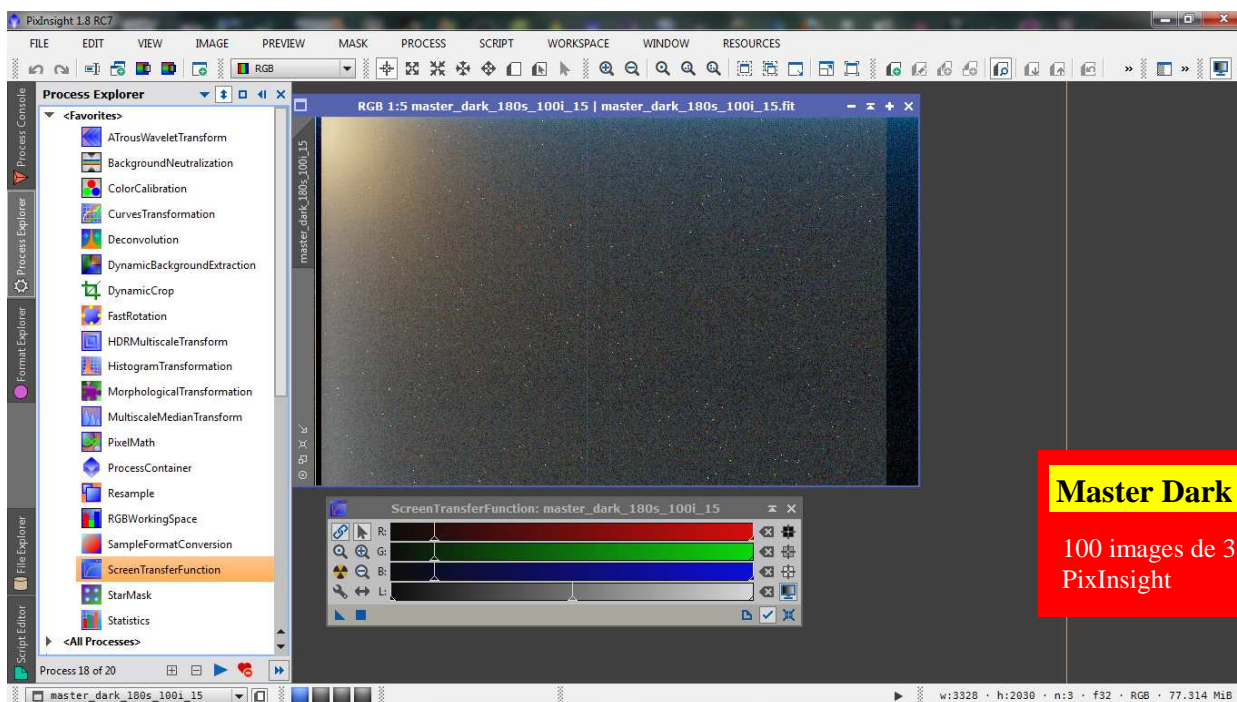 PixInsight 1.8 RC7
FILE EDIT VIEW IMAGE PREVIEW MASK PROCESS SCRIPT WORKSPACE WINDOW RESOURCES
RGB
» »
Process Console
Process Explorer
Format Explorer
File Explorer
Script Editor
Process Explorer
<Favorites>
ATrousWaveletTransform
BackgroundNeutralization
ColorCalibration
CurvesTransformation
Deconvolution
DynamicBackgroundExtraction
DynamicCrop
FastRotation
HDRMultiscaleTransform
HistogramTransformation
MorphologicalTransformation
MultiscaleMedianTransform
PixelMath
ProcessContainer
Resample
RGBWorkingSpace
SampleFormatConversion
ScreenTransferFunction
StarMask
Statistics
<All Processes>
Process 18 of 20
RGB 1:5 master_dark_180s_100i_15 | master_dark_180s_100i_15.fit
master_dark_180s_100i_15
ScreenTransferFunction: master_dark_180s_100i_15
R:
G:
B:
L:
Master Dark
100 images de 3
PixInsight
master_dark_180s_100i_15
w:3328 · h:2030 · n:3 · f32 · RGB · 77.314 MiB